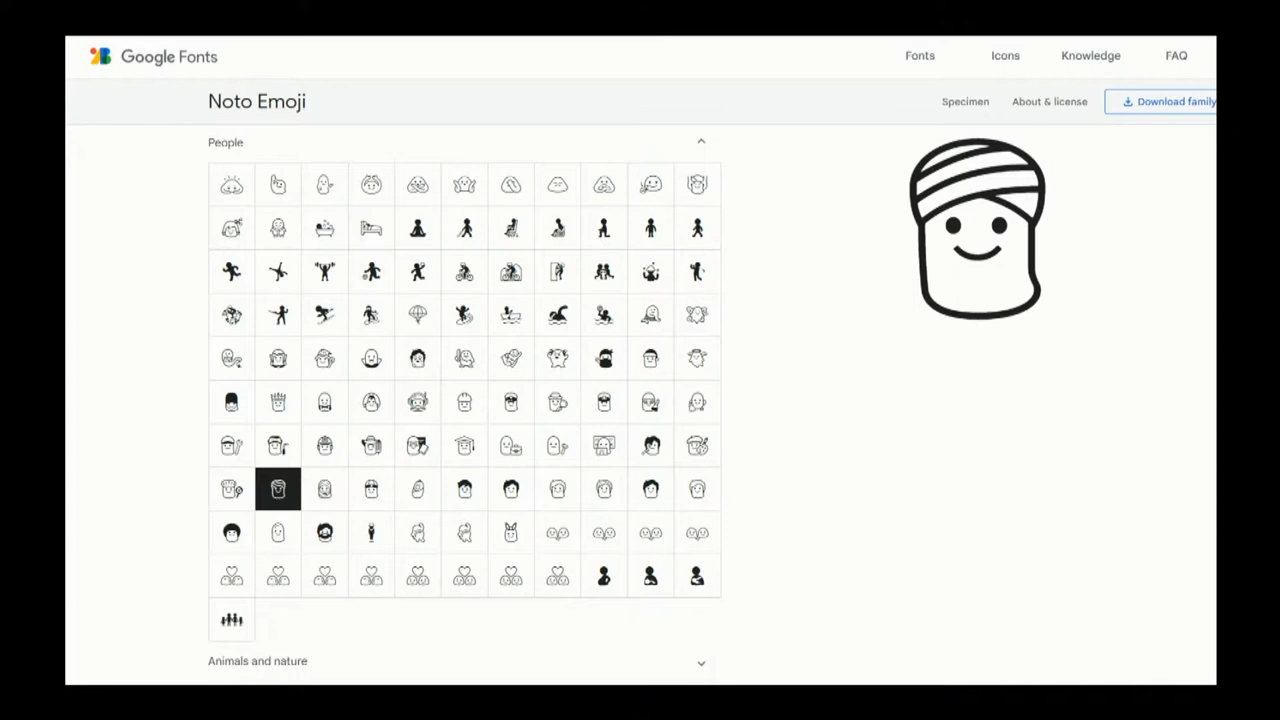 Google Fonts
Fonts Icons Knowledge FAQ
Noto Emoji
Specimen About & license Download family
People
Animals and nature